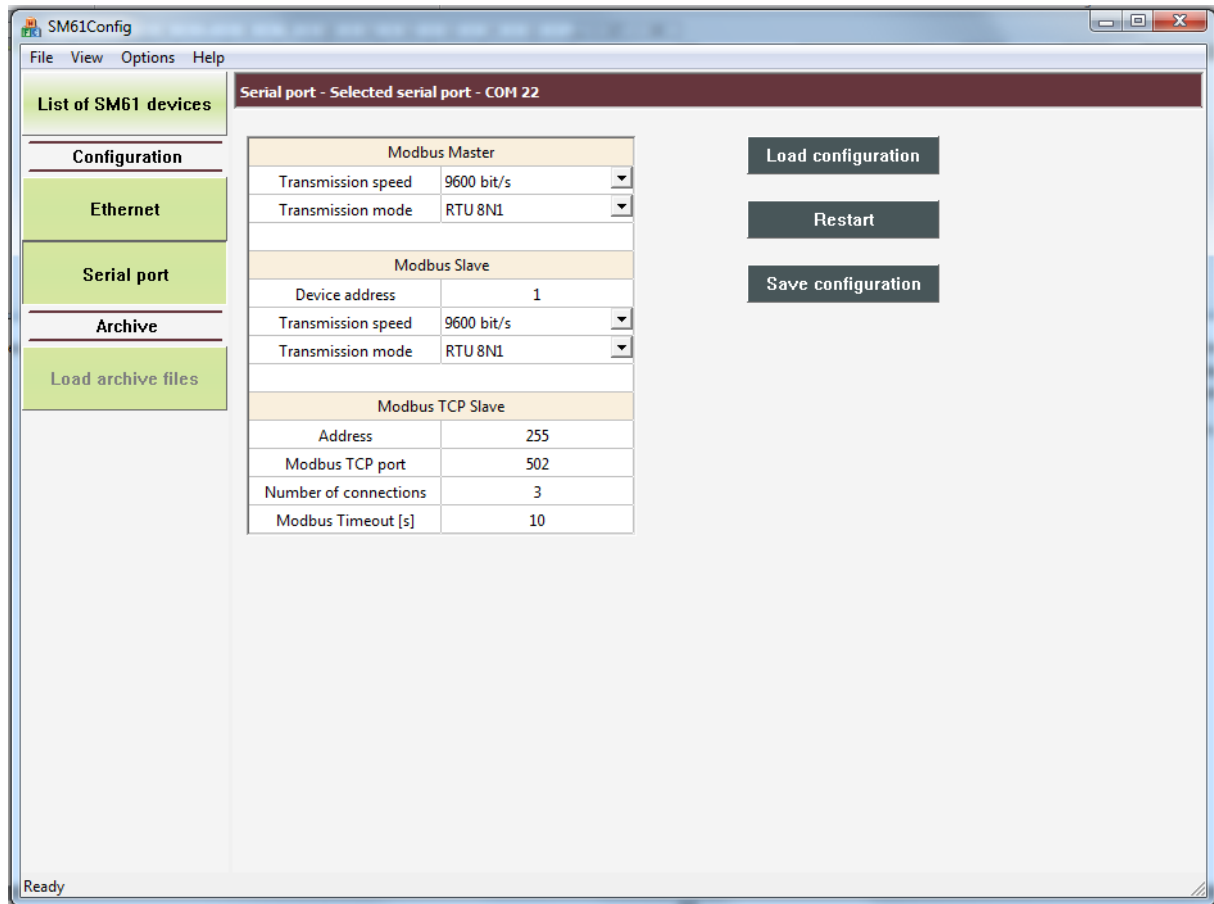 SM61Config
File View Options Help
List of SM61 devices
Configuration
Ethernet
Serial port
Archive
Load archive files
Serial port - Selected serial port - COM 22
Modbus Master
Transmission speed 9600 bit/s
Transmission mode RTU 8N1
Modbus Slave
Device address 1
Transmission speed 9600 bit/s
Transmission mode RTU 8N1
Modbus TCP Slave
Address 255
Modbus TCP port 502
Number of connections 3
Modbus Timeout [s] 10
Load configuration
Restart
Save configuration
Ready